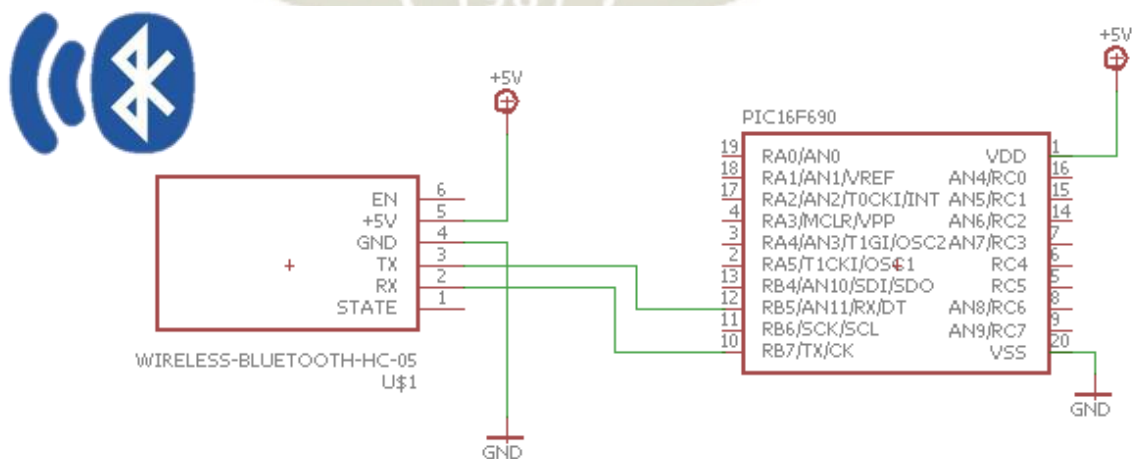 +5V
+5V
PIC16F690
19 RA0/AN0 VDD 1
18 RA1/AN1/VREF AN4/RC0 16
17 RA2/AN2/T0CKI/INT AN5/RC1 15
4 RA3/MCLR/VPP AN6/RC2 14
3 RA4/AN3/T1GI/OSC2 AN7/RC3 7
2 RA5/T1CKI/OSC1 RC4 6
13 RB4/AN10/SDI/SDO RC5 5
12 RB5/AN11/RX/DT AN8/RC6 8
11 RB6/SCK/SCL AN9/RC7 9
10 RB7/TX/CK VSS 20
GND
EN 6
+5V 5
GND 4
TX 3
RX 2
STATE 1
WIRELESS-BLUETOOTH-HC-05
U$1
GND